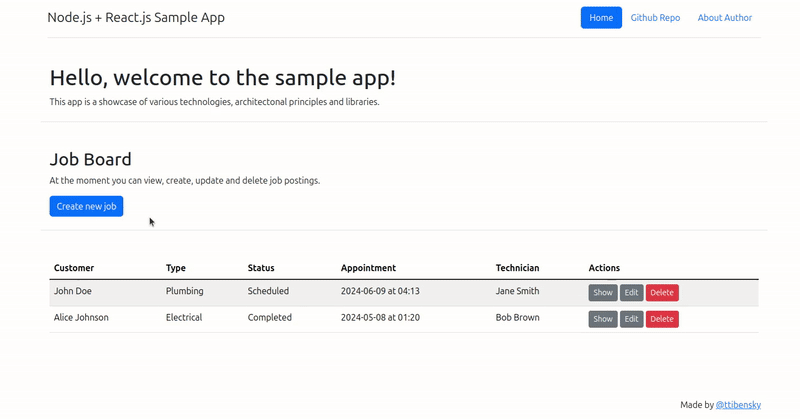 Node.js + React.js Sample App
Home Github Repo About Author
Hello, welcome to the sample app!
This app is a showcase of various technologies, architectonal principles and libraries.
Job Board
At the moment you can view, create, update and delete job postings.
Create new job
Customer Type Status Appointment Technician Actions
John Doe Plumbing Scheduled 2024-06-09 at 04:13 Jane Smith Show Edit Delete
Alice Johnson Electrical Completed 2024-05-08 at 01:20 Bob Brown Show Edit Delete
Made by @ttibensky